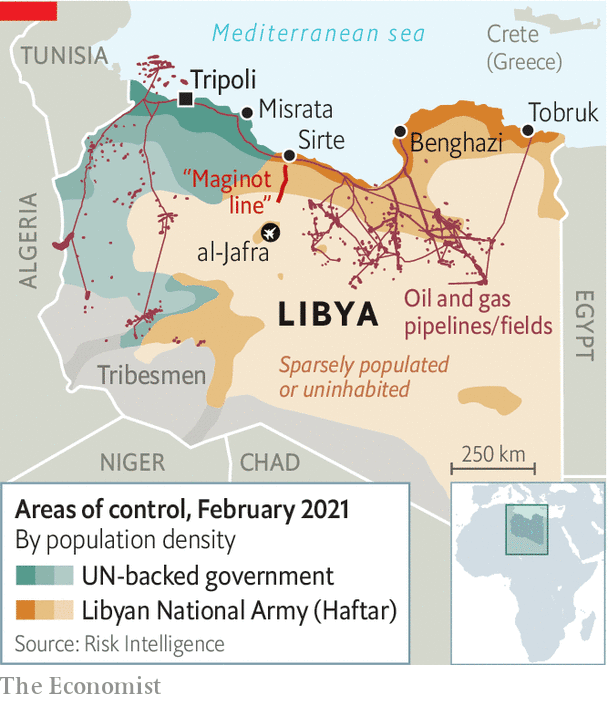 Mediterranean sea
Crete
(Greece)
TUNISIA
Tripoli
Misrata
Tobruk
Sirte
Benghazi
"Maginot
line"
ALGERIA
al-Jafra
LIBYA
Oil and gas
pipelines/fields
EGYPT
Sparsely populated
or uninhabited
Tribesmen
NIGER
CHAD
250 km
Areas of control, February 2021
By population density
UN-backed government
Libyan National Army (Haftar)
Source: Risk Intelligence
The Economist